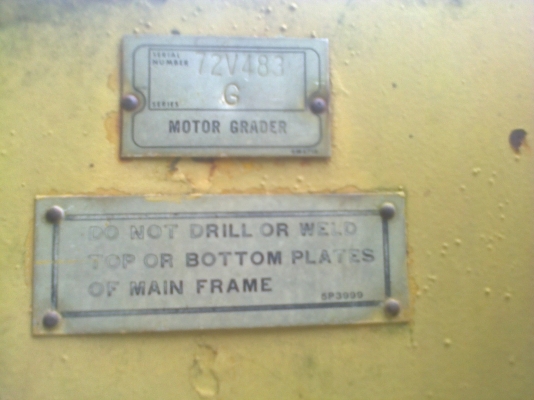 SERIAL
NUMBER 72V483
G
SERIES
MOTOR GRADER
DO NOT DRILL OR WELD
TOP OR BOTTOM PLATES
OF MAIN FRAME
5P3999